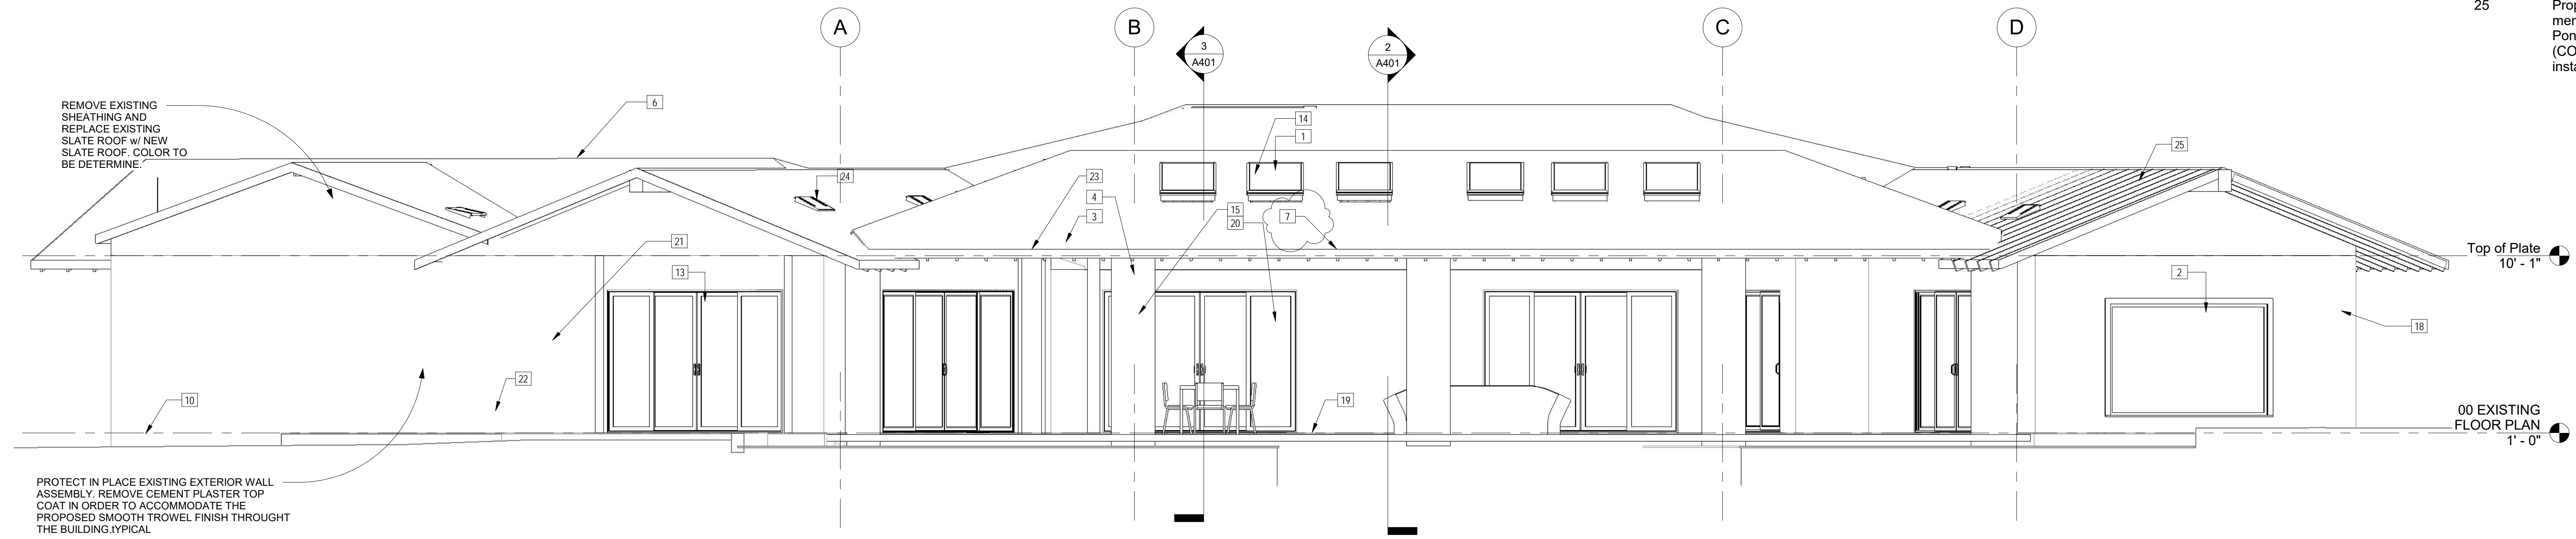 A
B
C
D
3
A401
2
A401
25
Prop
mer
Pon
(CO
insta
REMOVE EXISTING
SHEATHING AND
REPLACE EXISTING
SLATE ROOF w/ NEW
SLATE ROOF. COLOR TO
BE DETERMINE.
6
14
1
24
23
4
3
15
20
7
25
21
13
2
18
22
10
19
Top of Plate
10' - 1"
00 EXISTING
FLOOR PLAN
1' - 0"
PROTECT IN PLACE EXISTING EXTERIOR WALL
ASSEMBLY. REMOVE CEMENT PLASTER TOP
COAT IN ORDER TO ACCOMMODATE THE
PROPOSED SMOOTH TROWEL FINISH THROUGHT
THE BUILDING.tYPICAL